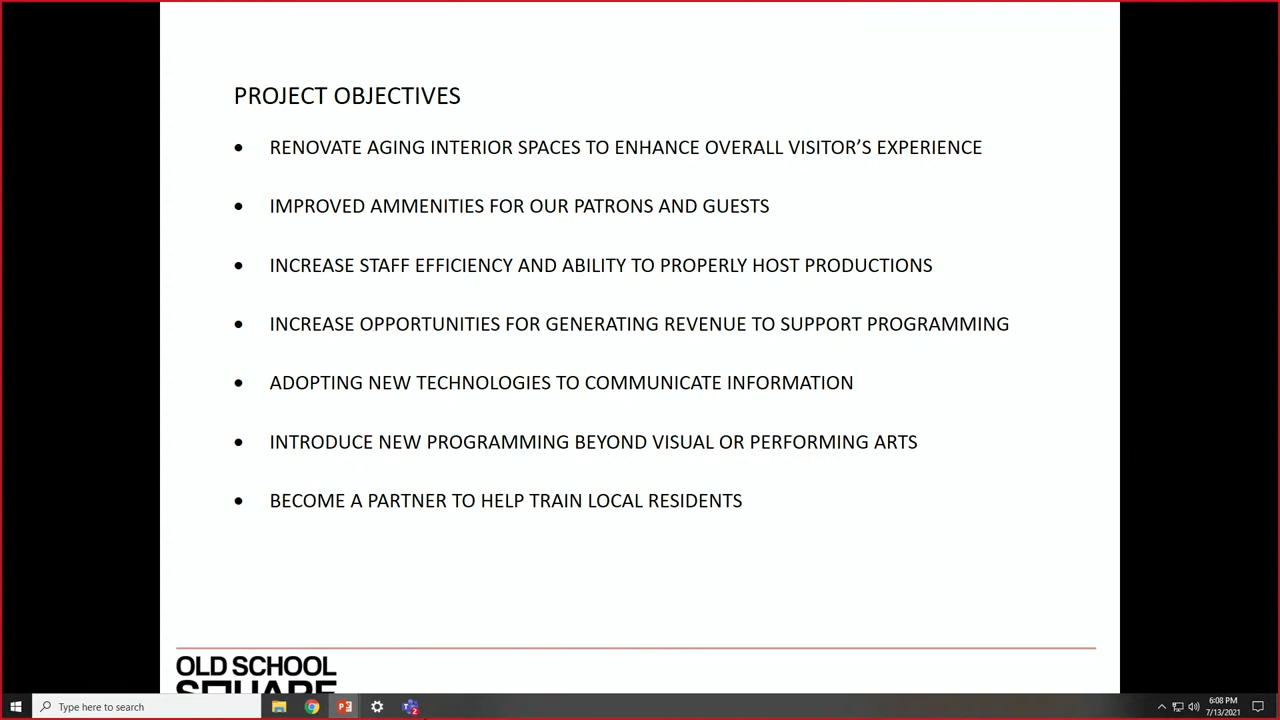 PROJECT OBJECTIVES
• RENOVATE AGING INTERIOR SPACES TO ENHANCE OVERALL VISITOR’S EXPERIENCE
• IMPROVED AMMENITIES FOR OUR PATRONS AND GUESTS
• INCREASE STAFF EFFICIENCY AND ABILITY TO PROPERLY HOST PRODUCTIONS
• INCREASE OPPORTUNITIES FOR GENERATING REVENUE TO SUPPORT PROGRAMMING
• ADOPTING NEW TECHNOLOGIES TO COMMUNICATE INFORMATION
• INTRODUCE NEW PROGRAMMING BEYOND VISUAL OR PERFORMING ARTS
• BECOME A PARTNER TO HELP TRAIN LOCAL RESIDENTS
OLD SCHOOL
SQUARE
Type here to search
6:08 PM
7/13/2021